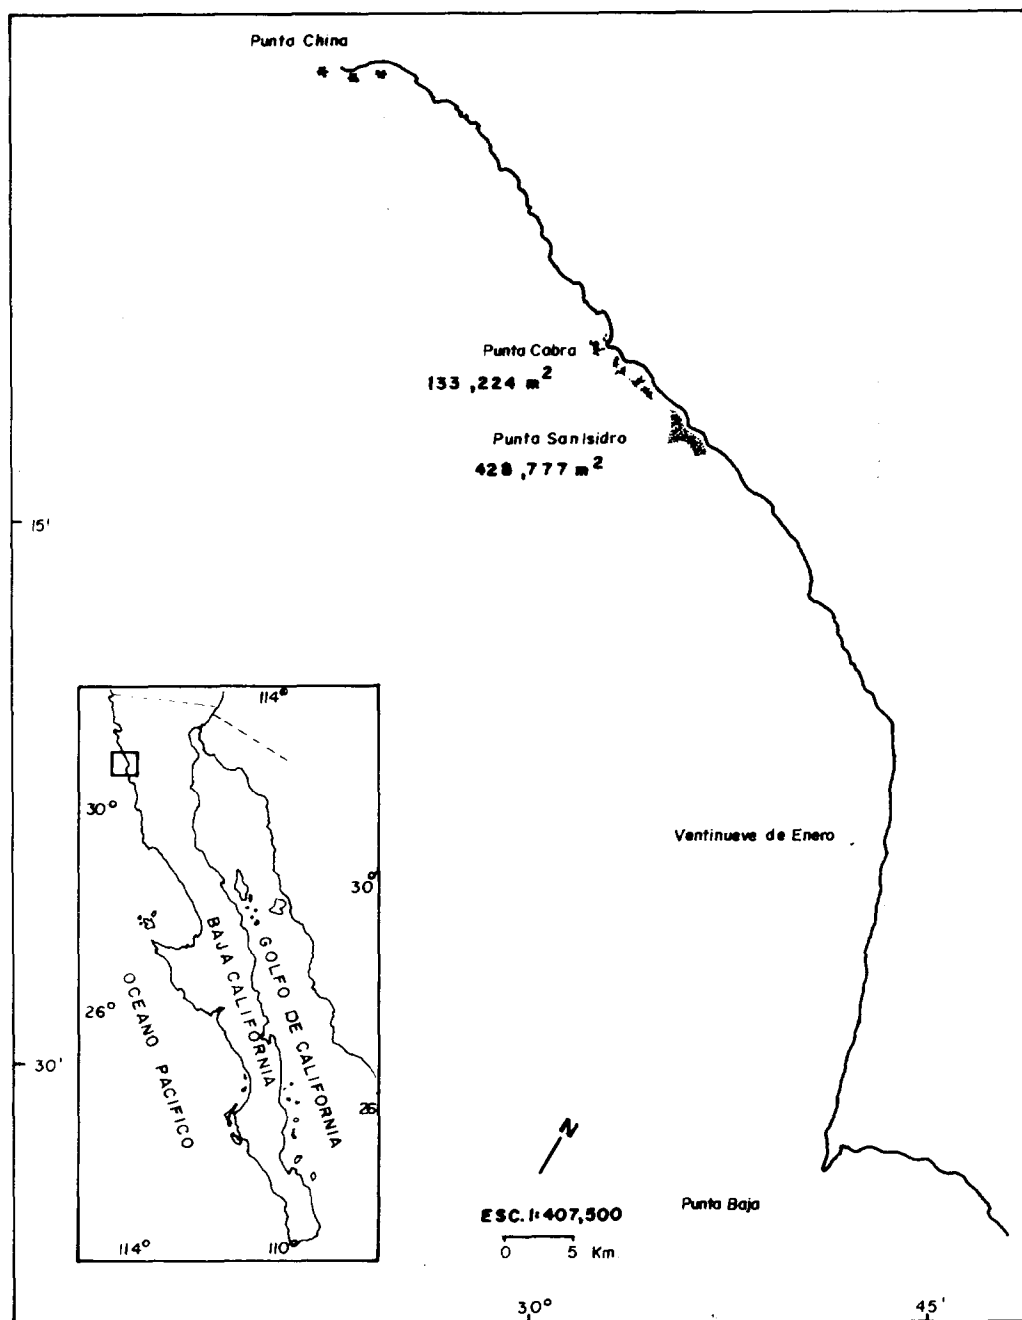 Punta China
Punta Cabra
133,224 m²
Punta San Isidro
428,777 m²
15'
114°
30°
Ventinueve de Enero
30°
BAJA CALIFORNIA
GOLFO DE CALIFORNIA
26°
OCEANO PACIFICO
30'
26
N
Punta Baja
ESC. 1:407,500
0 5 Km.
114°
110°
30°
45'